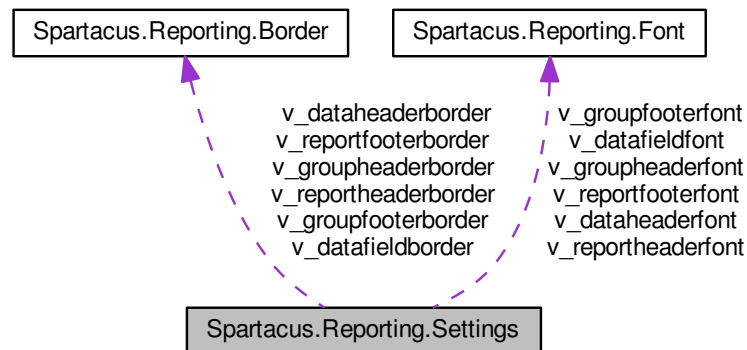 Spartacus.Reporting.Border
Spartacus.Reporting.Font
v_dataheaderborder
v_reportfooterborder
v_groupheaderborder
v_reportheaderborder
v_groupfooterborder
v_datafieldborder
v_groupfooterfont
v_datafieldfont
v_groupheaderfont
v_reportfooterfont
v_dataheaderfont
v_reportheaderfont
Spartacus.Reporting.Settings